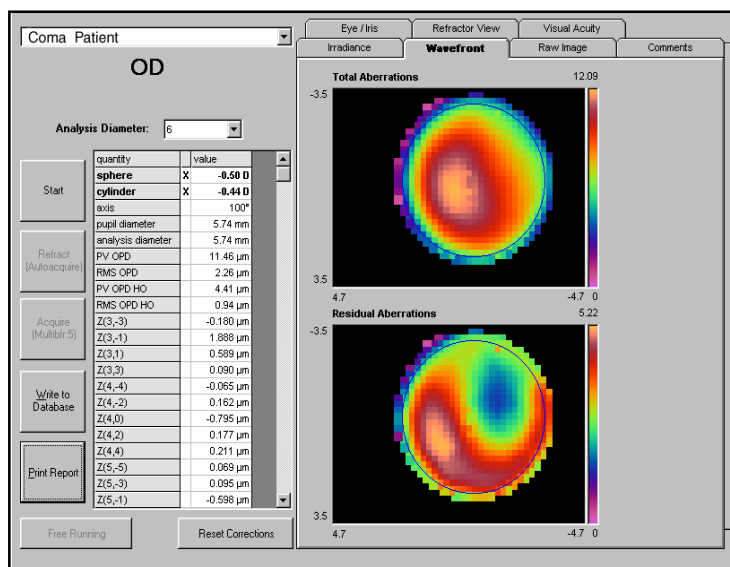 Coma Patient
OD
Analysis Diameter: 6
quantity value
sphere X -0.50 D
cylinder X -0.44 D
axis 100°
pupil diameter 5.74 mm
analysis diameter 5.74 mm
PV OPD 11.46 µm
RMS OPD 2.26 µm
PV OPD HO 4.41 µm
RMS OPD HO 0.94 µm
Z(3,-3) -0.180 µm
Z(3,-1) 1.888 µm
Z(3,1) 0.589 µm
Z(3,3) 0.090 µm
Z(4,-4) -0.065 µm
Z(4,-2) 0.162 µm
Z(4,0) -0.795 µm
Z(4,2) 0.177 µm
Z(4,4) 0.211 µm
Z(5,-5) 0.069 µm
Z(5,-3) 0.095 µm
Z(5,-1) -0.598 µm
Start
Refract
(Autoacquire)
Acquire
(Multibfr:5)
Write to
Database
Print Report
Free Running
Reset Corrections
Eye / Iris
Refractor View
Visual Acuity
Irradiance
Wavefront
Raw Image
Comments
Total Aberrations 12.09
-3.5
3.5
4.7 -4.7 0
Residual Aberrations 5.22
-3.5
3.5
4.7 -4.7 0